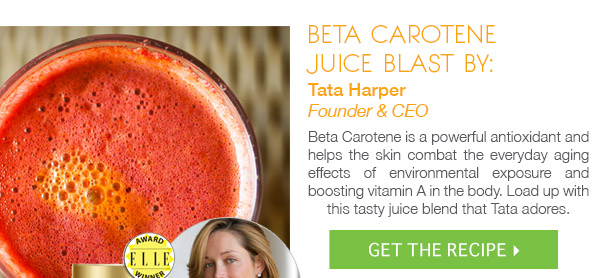 BETA CAROTENE
JUICE BLAST BY:
Tata Harper
Founder & CEO
Beta Carotene is a powerful antioxidant and
helps the skin combat the everyday aging
effects of environmental exposure and
boosting vitamin A in the body. Load up with
this tasty juice blend that Tata adores.
GET THE RECIPE
AWARD
ELLE
WINNER